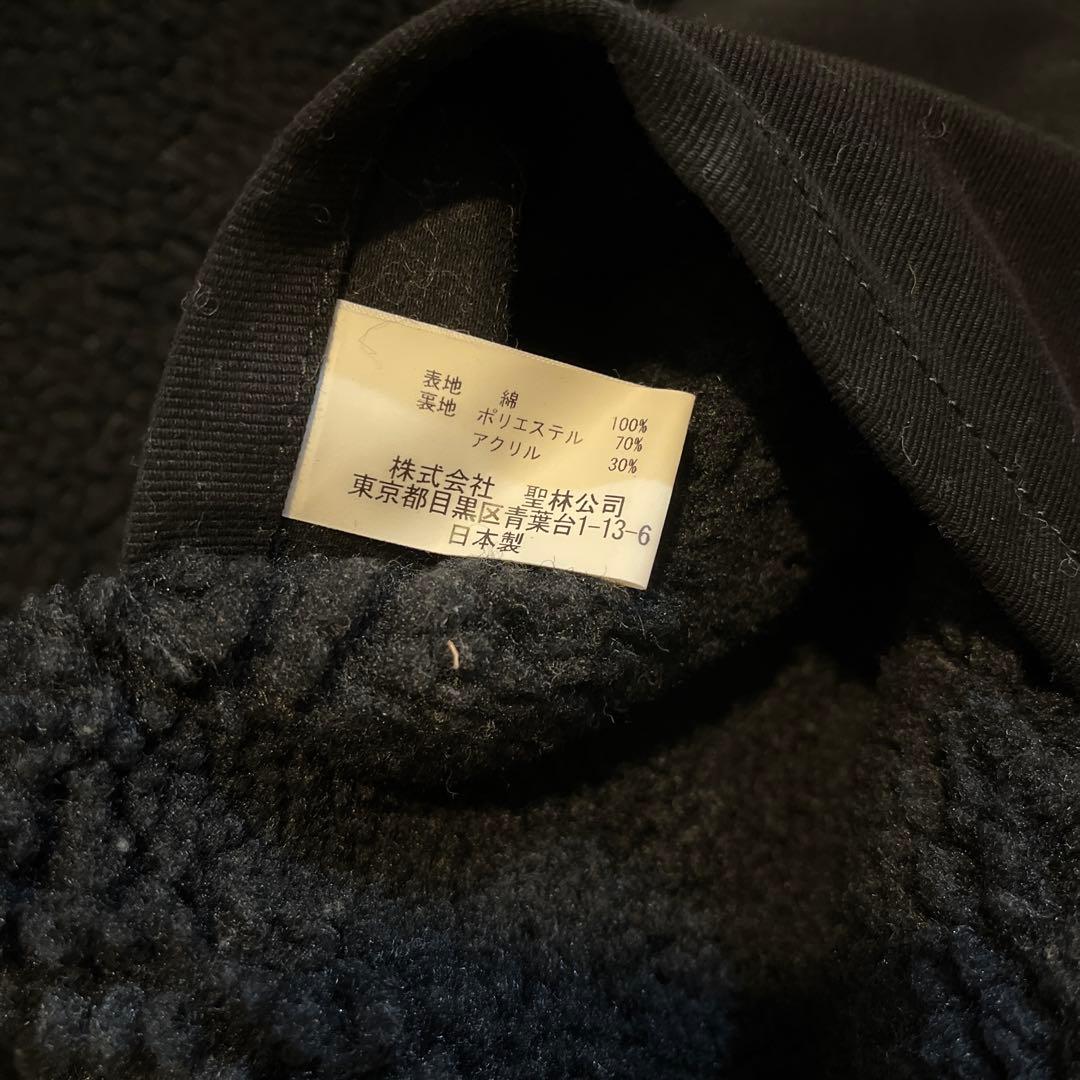 表地 綿 100%
裏地 ポリエステル 70%
アクリル 30%
株式会社 聖林公司
東京都目黒区青葉台1-13-6
日本製